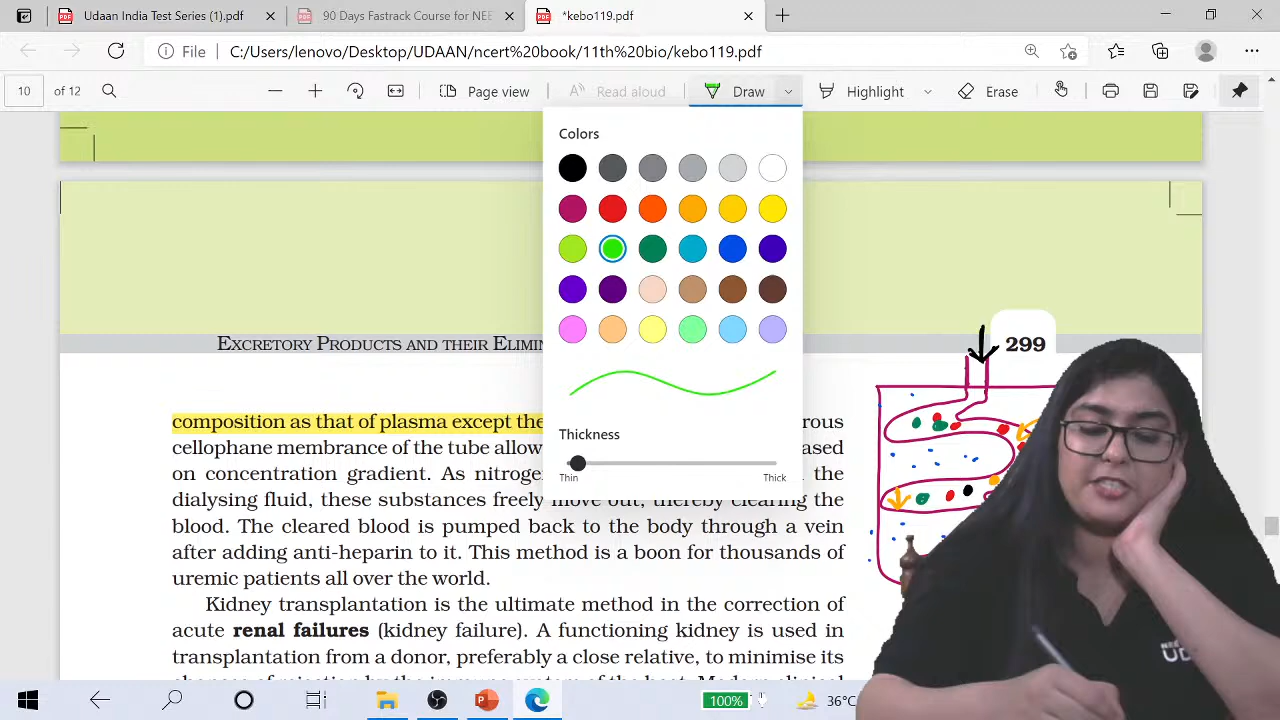 Udaan India Test Series (1).pdf
90 Days Fastrack Course for NEE
*kebo119.pdf
File
C:/Users/lenovo/Desktop/UDAAN/ncert%20book/11th%20bio/kebo119.pdf
10 of 12
Page view
Read aloud
Draw
Highlight
Erase
Colors
Thickness
Thin
Thick
EXCRETORY PRODUCTS AND THEIR ELIMIN
299
composition as that of plasma except the
rous
cellophane membrane of the tube allow
ased
on concentration gradient. As nitrogen
the
dialysing fluid, these substances freely move out, thereby clearing the
blood. The cleared blood is pumped back to the body through a vein
after adding anti-heparin to it. This method is a boon for thousands of
uremic patients all over the world.
Kidney transplantation is the ultimate method in the correction of
acute renal failures (kidney failure). A functioning kidney is used in
transplantation from a donor, preferably a close relative, to minimise its
100%
36°C
UD